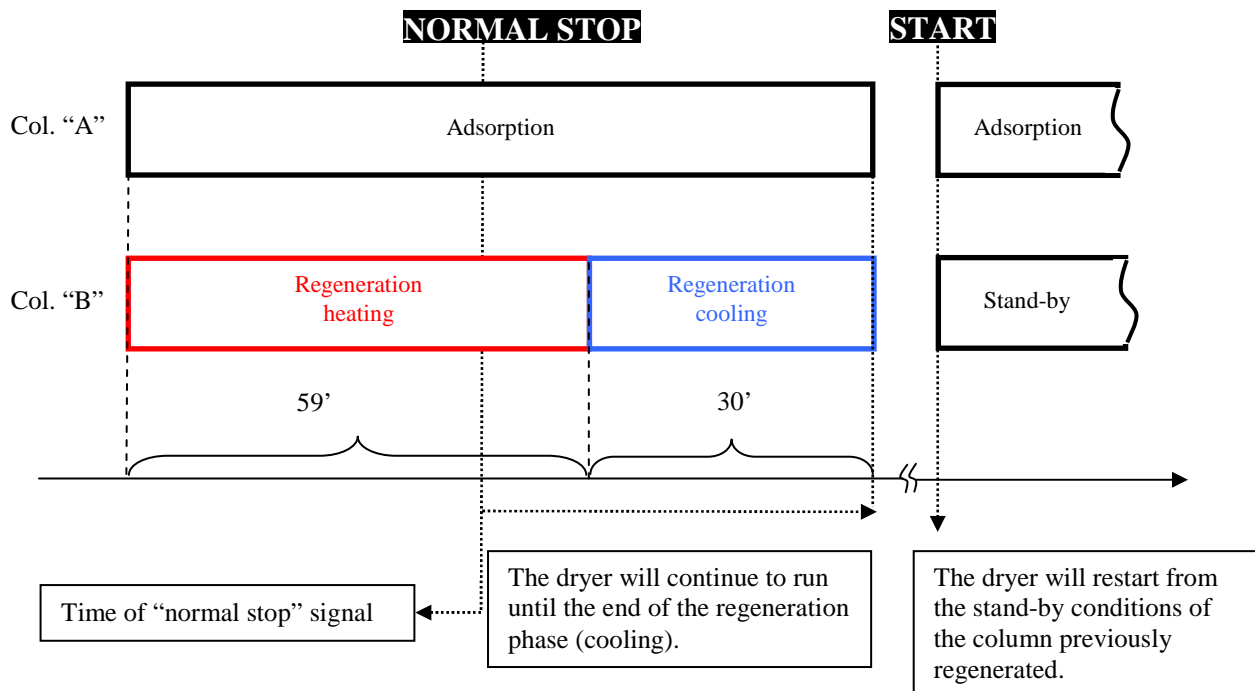 NORMAL STOP
START
Col. “A”
Adsorption
Adsorption
Col. “B”
Regeneration
heating
Regeneration
cooling
Stand-by
59’
30’
Time of “normal stop” signal
The dryer will continue to run
until the end of the regeneration
phase (cooling).
The dryer will restart from
the stand-by conditions of
the column previously
regenerated.